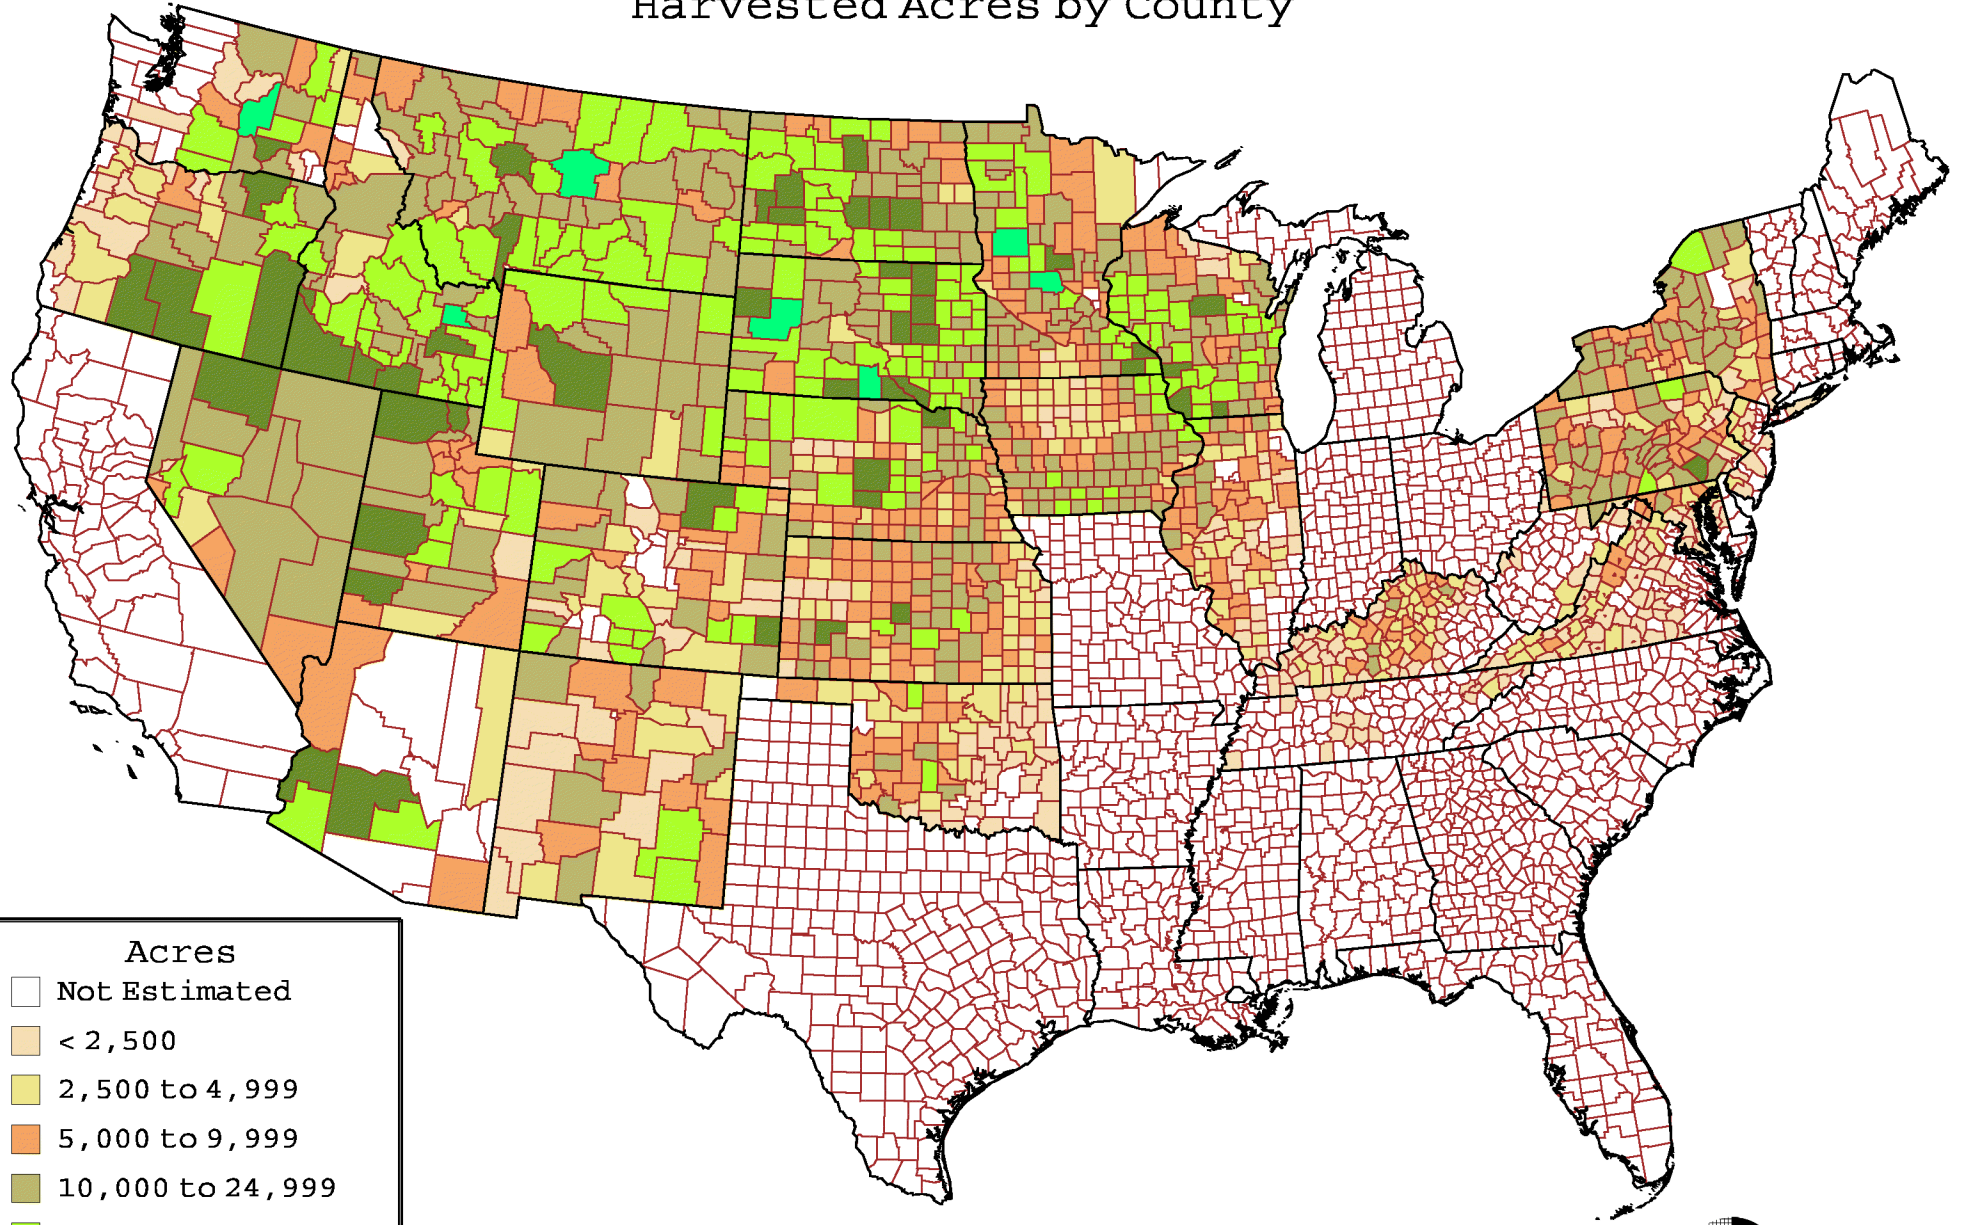 Harvested Acres by County
Acres
Not Estimated
< 2,500
2,500 to 4,999
5,000 to 9,999
10,000 to 24,999